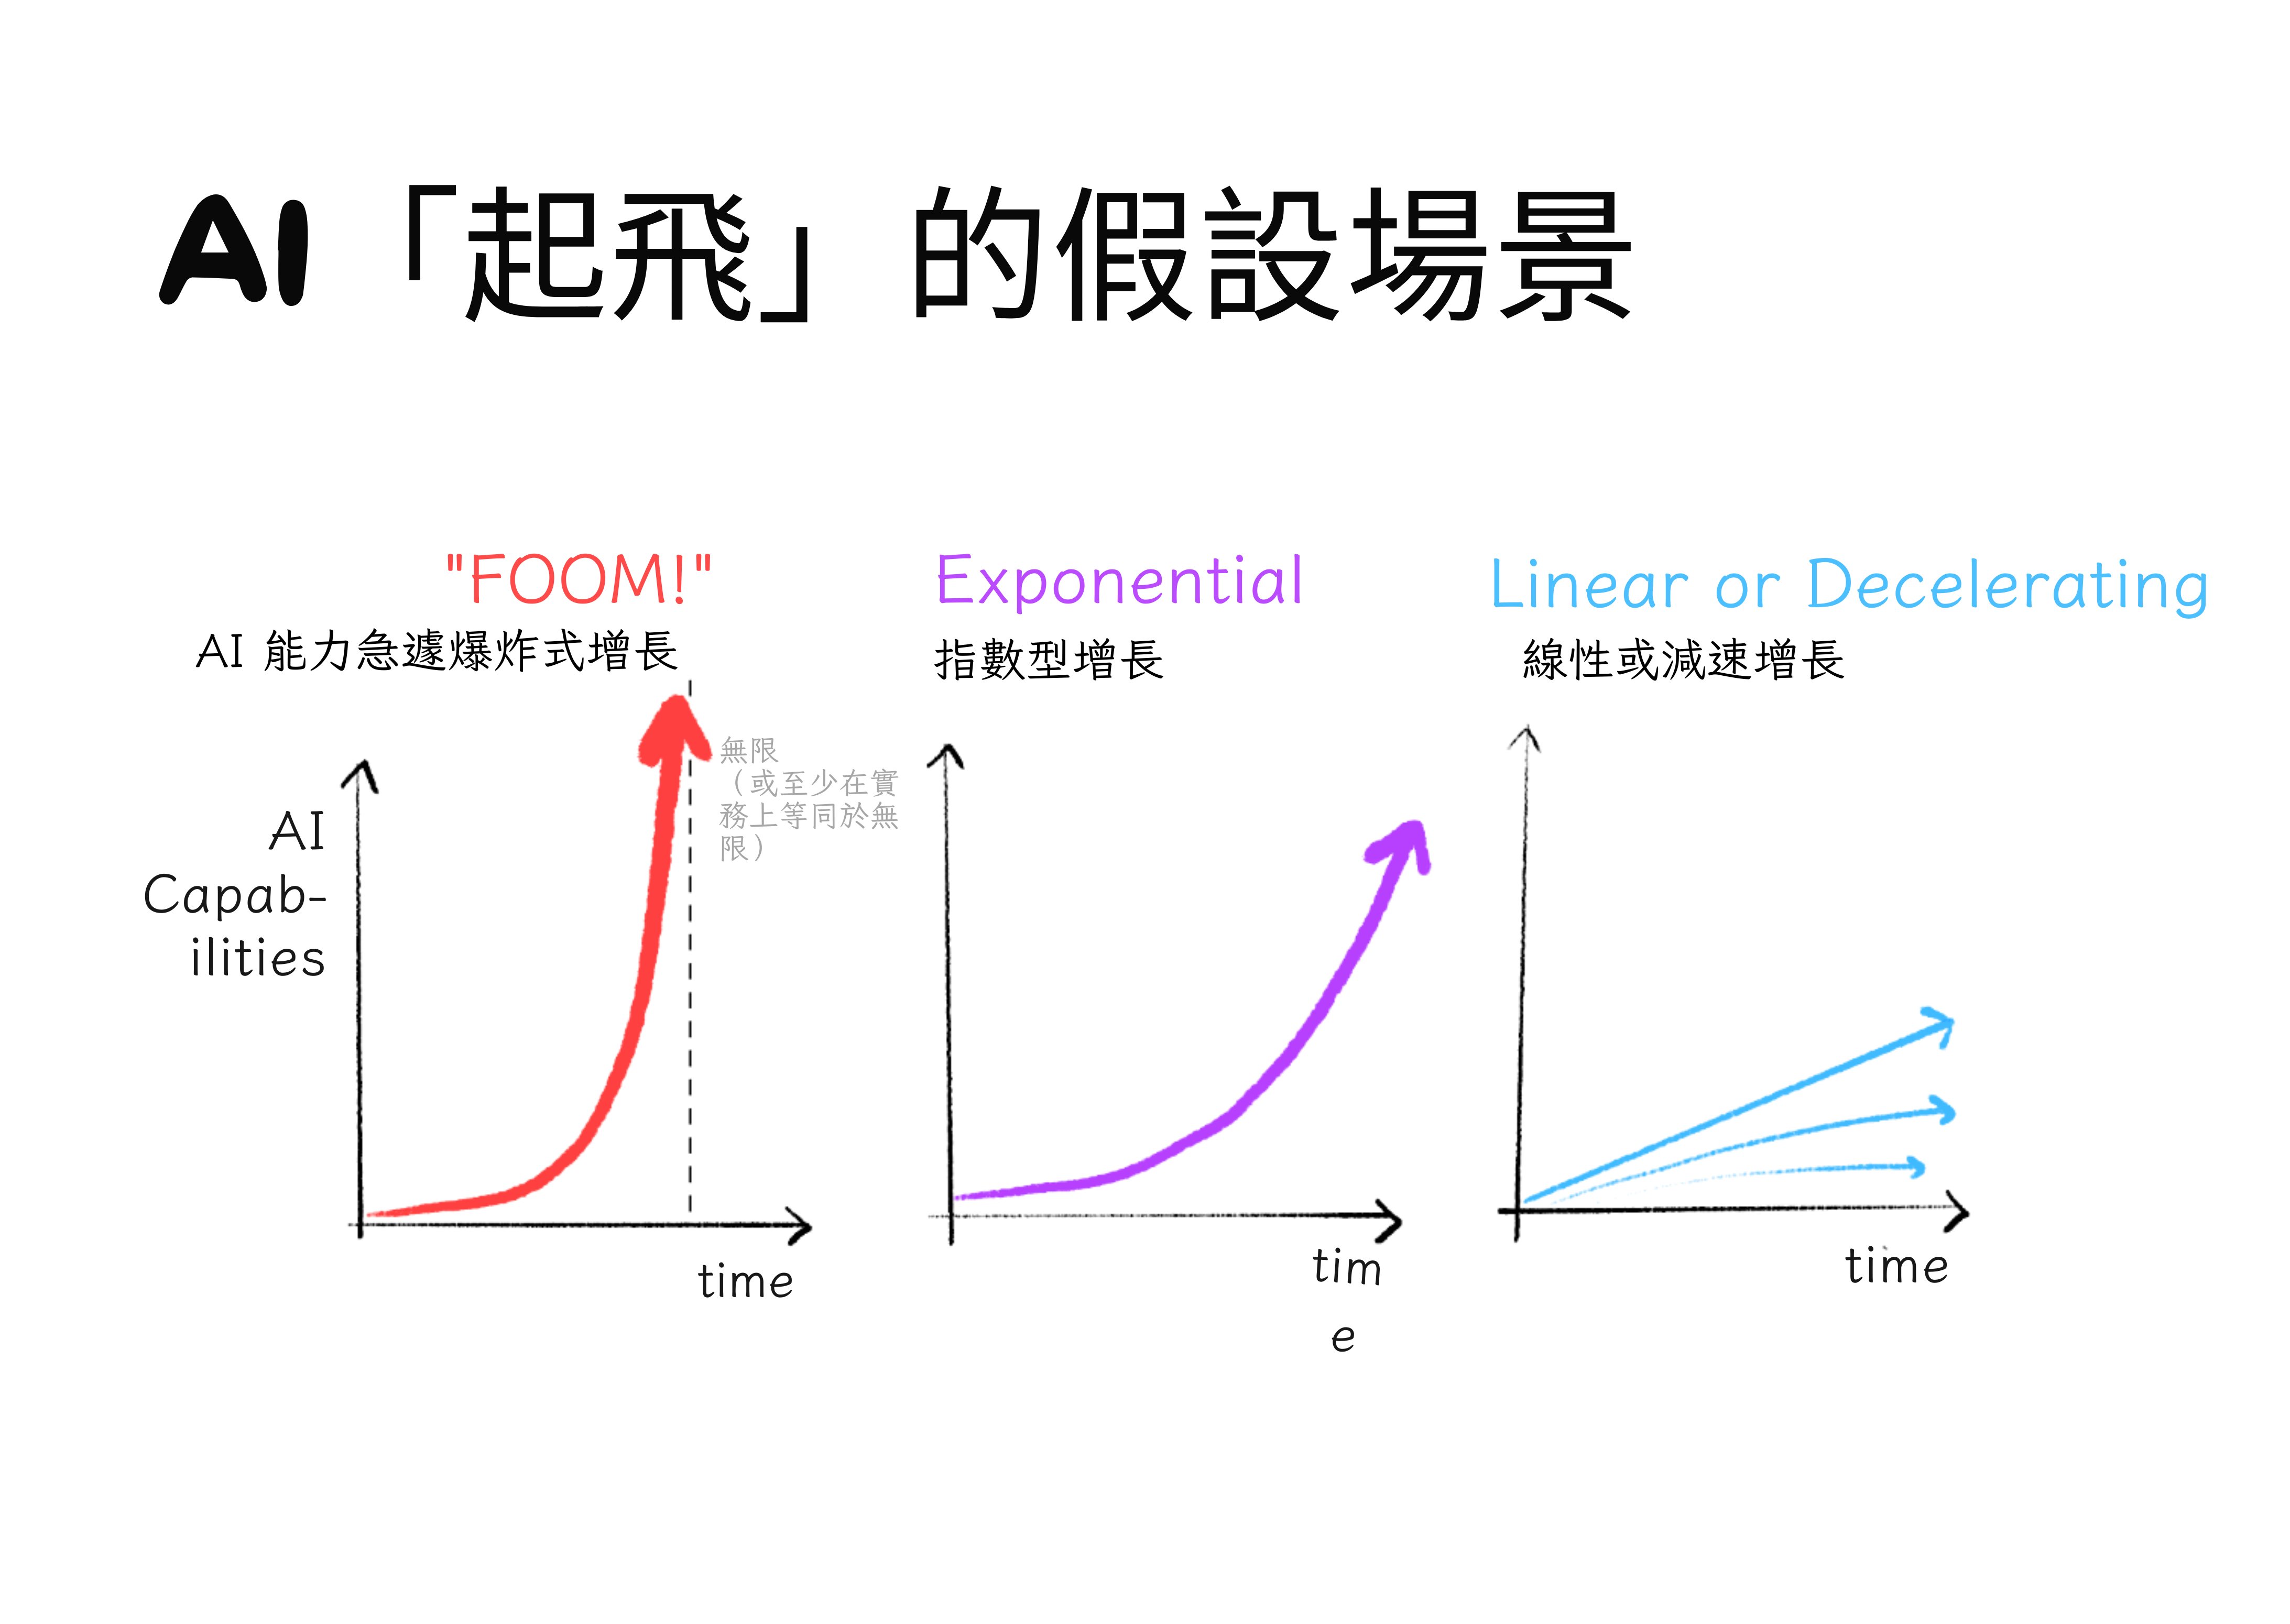 AI「起飛」的假設場景
"FOOM!"
AI 能力急遽爆炸式增長
無限
（或至少在實
務上等同於無
限）
AI
Capab-
ilities
time
Exponential
指數型增長
tim
e
Linear or Decelerating
線性或減速增長
time